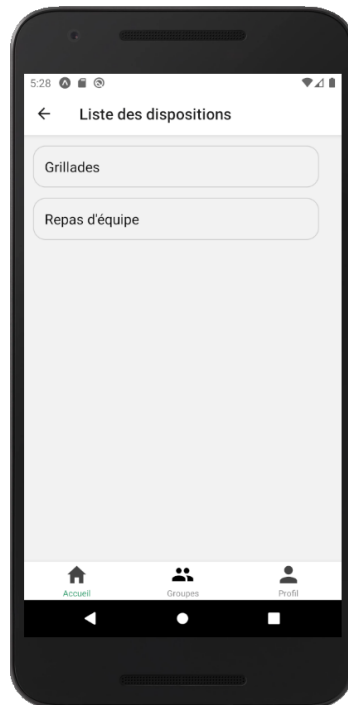 5:28
Liste des dispositions
Grillades
Repas d'équipe
Accueil Groupes Profil